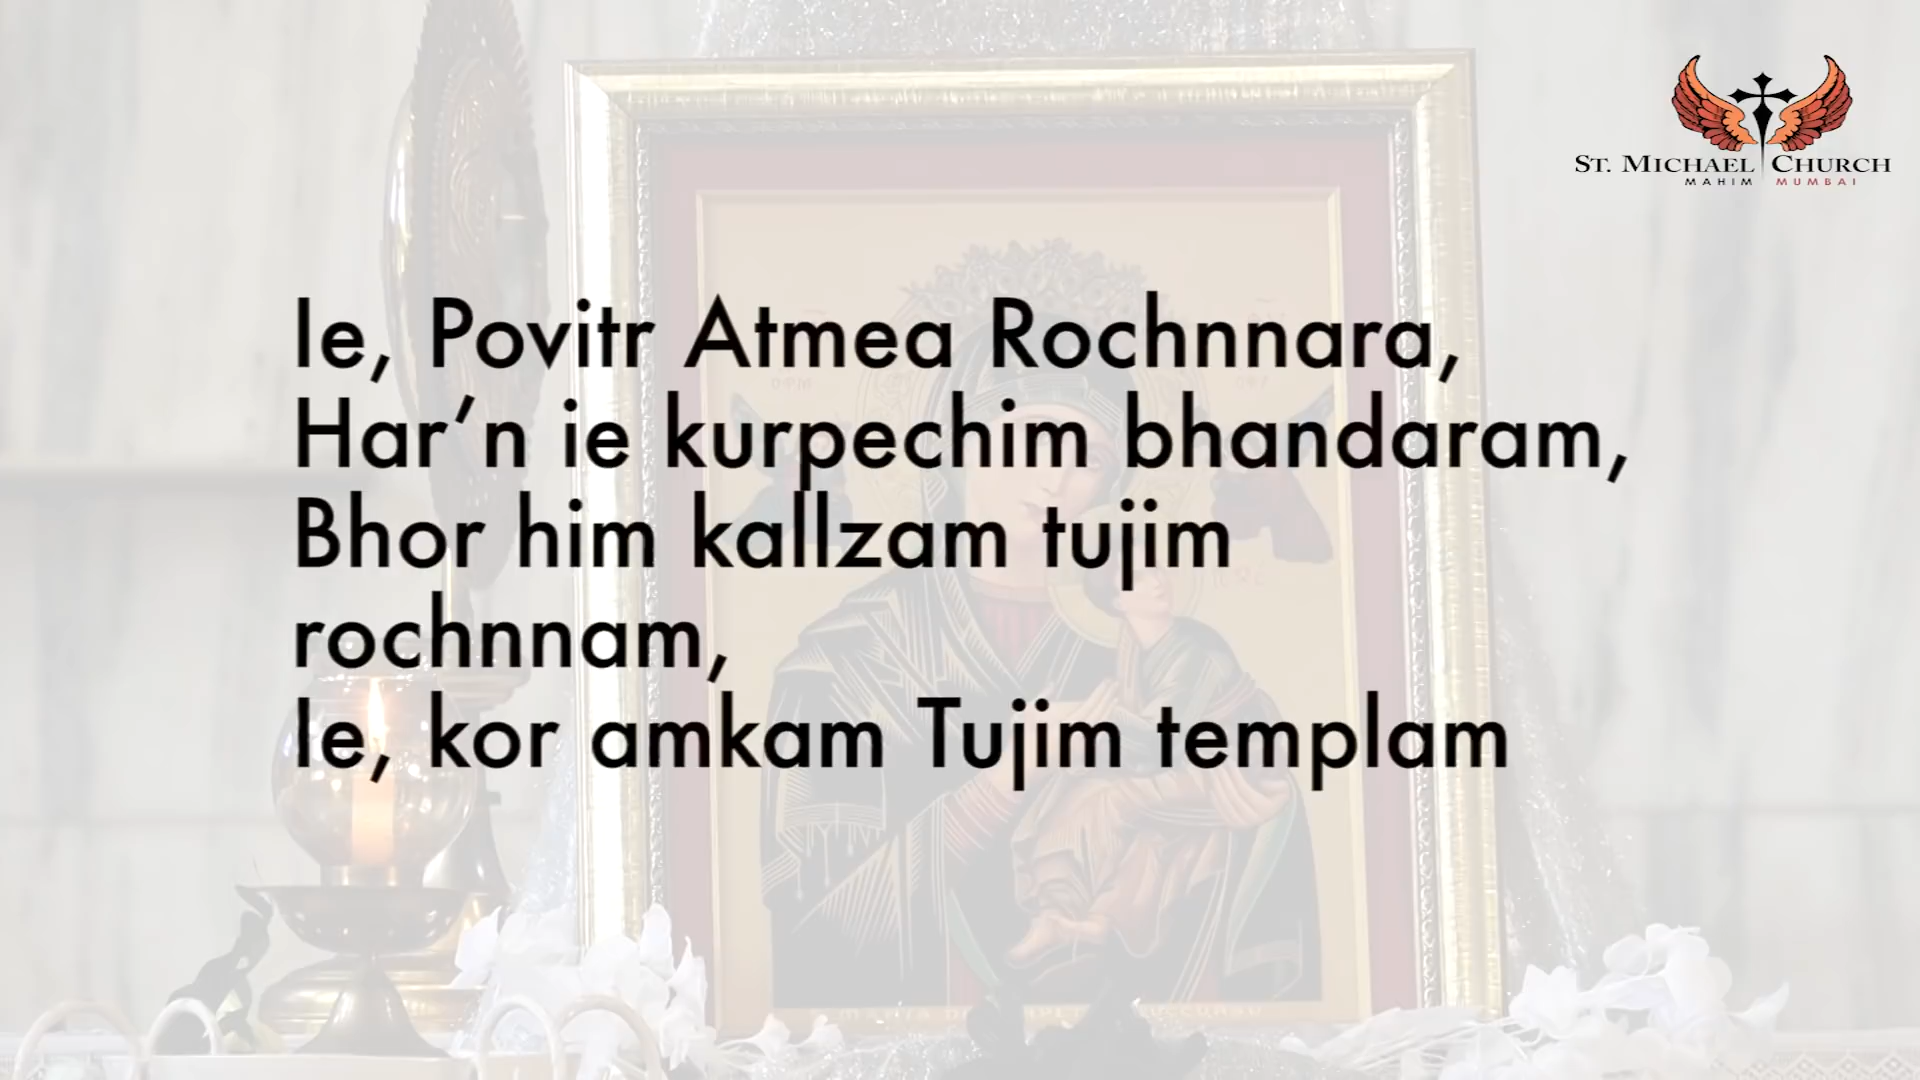 ST. MICHAEL CHURCH
MAHIM MUMBAI
Ie, Povitr Atmea Rochnnara,
Har’n ie kurpechim bhandaram,
Bhor him kallzam tujim
rochnnam,
Ie, kor amkam Tujim templam